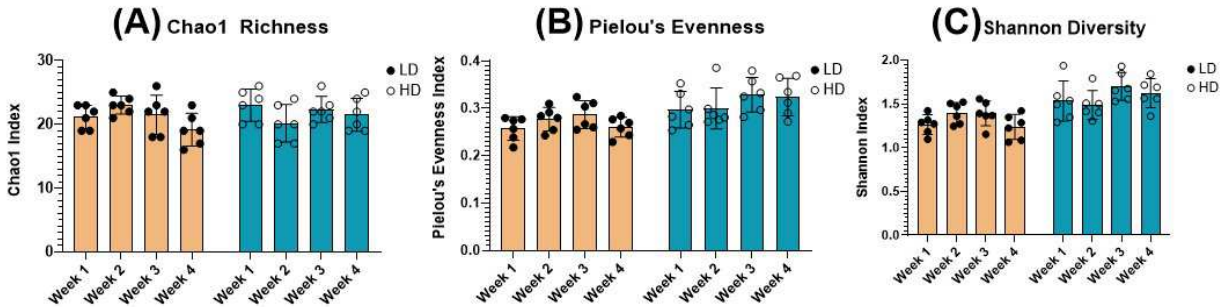 (A) Chao1 Richness
Chao1 Index
30
20
10
0
LD
HD
Week 1
Week 2
Week 3
Week 4
Week 1
Week 2
Week 3
Week 4
(B) Pielou's Evenness
Pielou's Evenness Index
0.4
0.3
0.2
0.1
0.0
LD
HD
Week 1
Week 2
Week 3
Week 4
Week 1
Week 2
Week 3
Week 4
(C) Shannon Diversity
Shannon Index
2.0
1.5
1.0
0.5
0.0
LD
HD
Week 1
Week 2
Week 3
Week 4
Week 1
Week 2
Week 3
Week 4